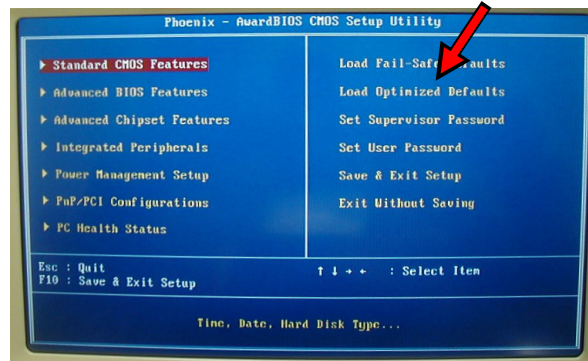 Phoenix - AwardBIOS CMOS Setup Utility
Standard CMOS Features
Advanced BIOS Features
Advanced Chipset Features
Integrated Peripherals
Power Management Setup
PnP/PCI Configurations
PC Health Status
Load Fail-Safe Defaults
Load Optimized Defaults
Set Supervisor Password
Set User Password
Save & Exit Setup
Exit Without Saving
Esc : Quit
F10 : Save & Exit Setup
↑ ↓ → ← : Select Item
Time, Date, Hard Disk Type...